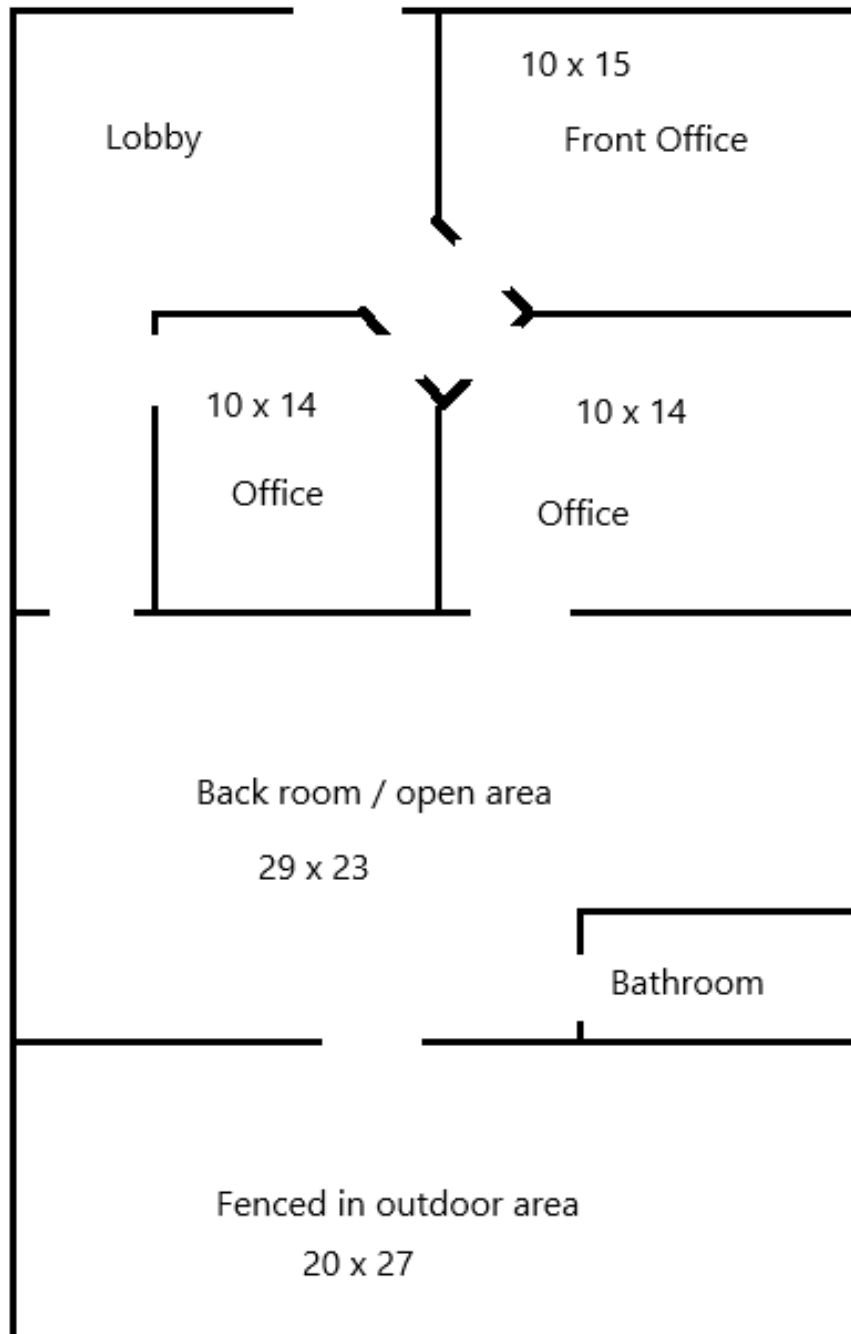 10 x 15
Lobby
Front Office
10 x 14
10 x 14
Office
Office
Back room / open area
29 x 23
Bathroom
Fenced in outdoor area
20 x 27